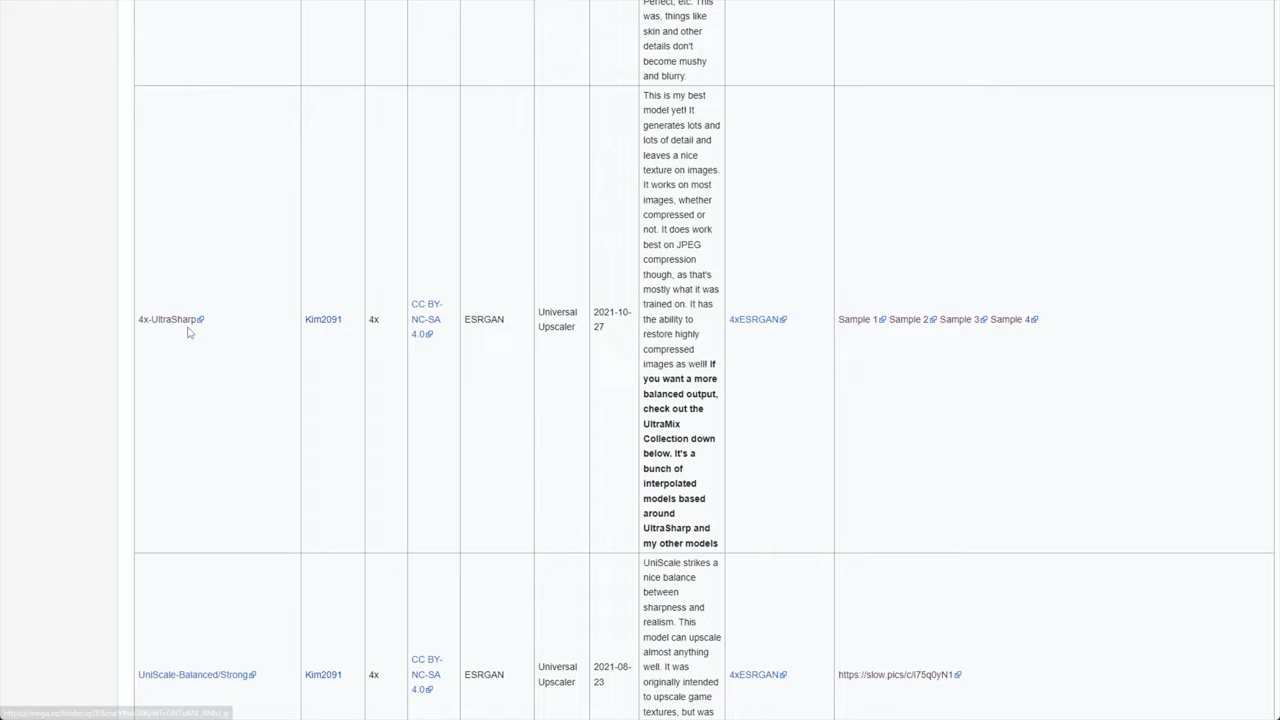 Perfect, etc. This
was, things like
skin and other
details don't
become mushy
and blurry.
4x-UltraSharp
Kim2091
4x
CC BY-
NC-SA
4.0
ESRGAN
Universal
Upscaler
2021-10-
27
This is my best
model yet! It
generates lots and
lots of detail and
leaves a nice
texture on images.
It works on most
images, whether
compressed or
not. It does work
best on JPEG
compression
though, as that's
mostly what it was
trained on. It has
the ability to
restore highly
compressed
images as well! If
you want a more
balanced output,
check out the
UltraMix
Collection down
below. It's a
bunch of
interpolated
models based
around
UltraSharp and
my other models
4xESRGAN
Sample 1 Sample 2 Sample 3 Sample 4
UniScale-Balanced/Strong
Kim2091
4x
CC BY-
NC-SA
4.0
ESRGAN
Universal
Upscaler
2021-08-
23
UniScale strikes a
nice balance
between
sharpness and
realism. This
model can upscale
almost anything
well. It was
originally intended
to upscale game
textures, but was
4xESRGAN
https://slow.pics/c/i75q0yN1